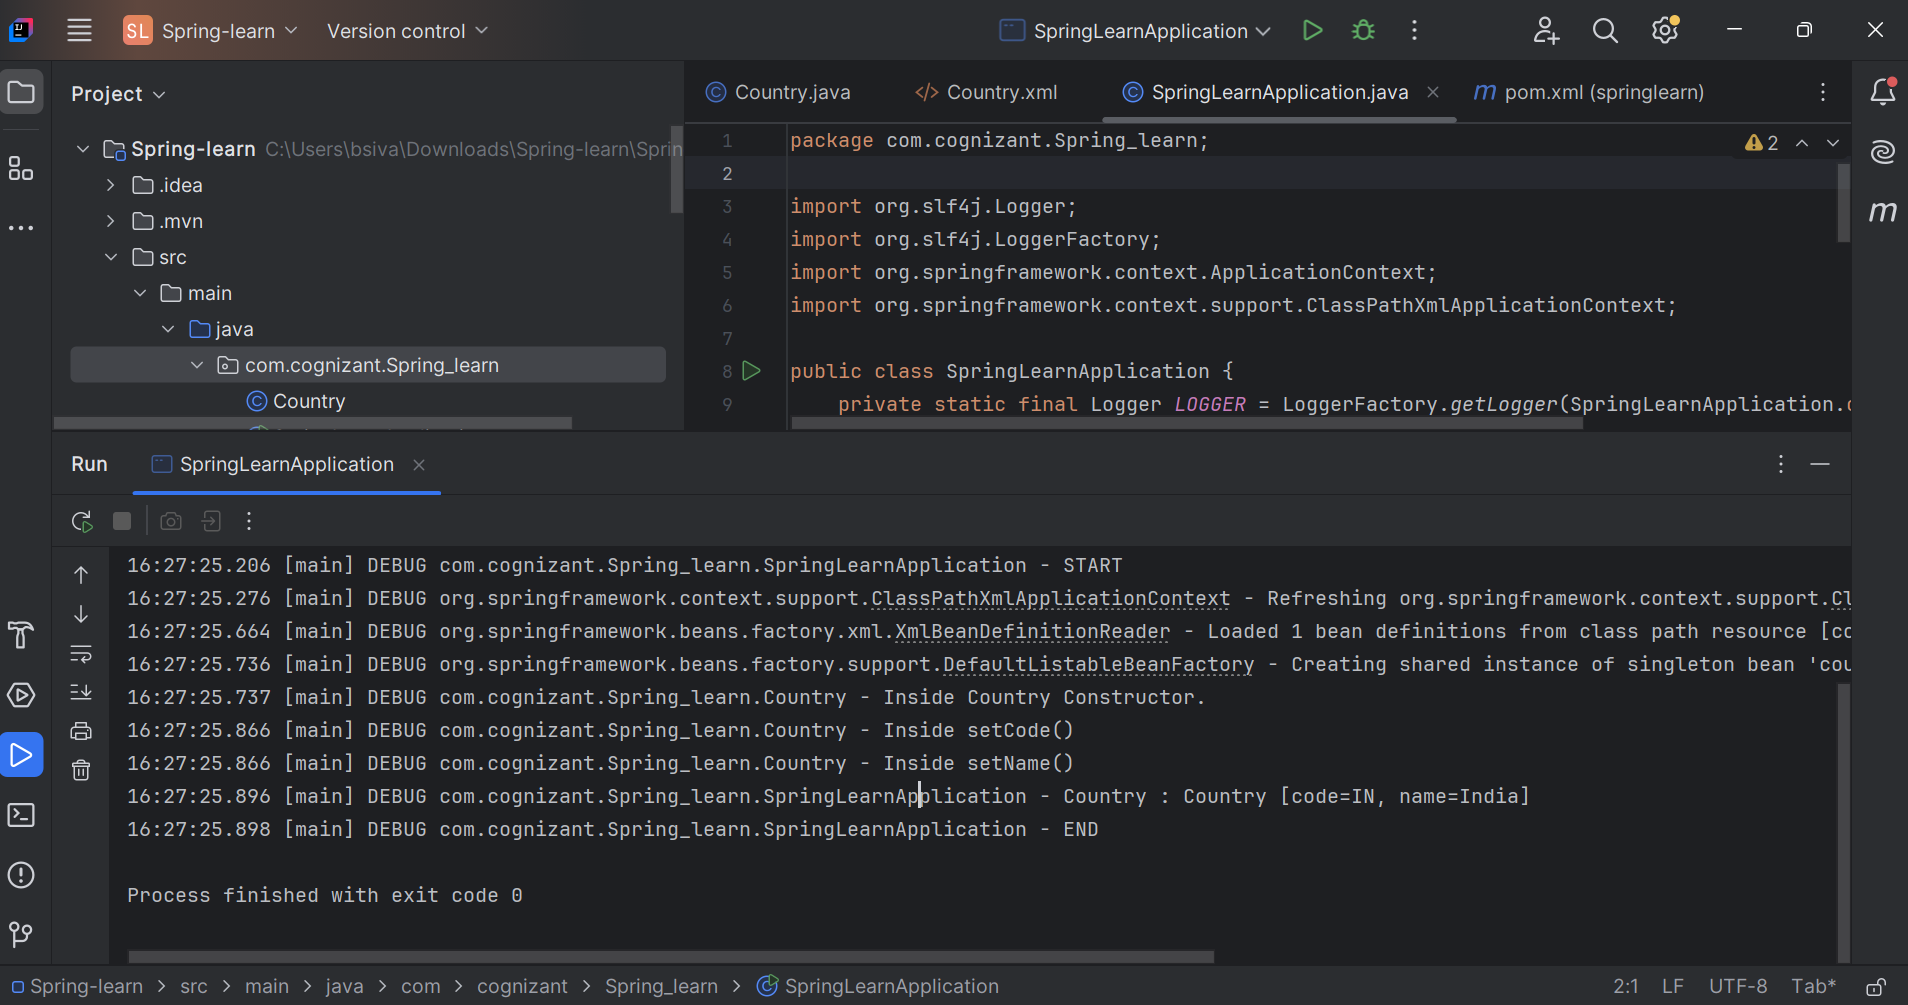 SL Spring-learn Version control SpringLearnApplication
Project
Country.java Country.xml SpringLearnApplication.java pom.xml (springlearn)
Spring-learn C:\Users\bsiva\Downloads\Spring-learn\Sprin
.idea
.mvn
src
main
java
com.cognizant.Spring_learn
Country
2
1 package com.cognizant.Spring_learn;
2
3 import org.slf4j.Logger;
4 import org.slf4j.LoggerFactory;
5 import org.springframework.context.ApplicationContext;
6 import org.springframework.context.support.ClassPathXmlApplicationContext;
7
8 public class SpringLearnApplication {
9 private static final Logger LOGGER = LoggerFactory.getLogger(SpringLearnApplication.
Run SpringLearnApplication
16:27:25.206 [main] DEBUG com.cognizant.Spring_learn.SpringLearnApplication - START
16:27:25.276 [main] DEBUG org.springframework.context.support.ClassPathXmlApplicationContext - Refreshing org.springframework.context.support.Cl
16:27:25.664 [main] DEBUG org.springframework.beans.factory.xml.XmlBeanDefinitionReader - Loaded 1 bean definitions from class path resource [co
16:27:25.736 [main] DEBUG org.springframework.beans.factory.support.DefaultListableBeanFactory - Creating shared instance of singleton bean 'cou
16:27:25.737 [main] DEBUG com.cognizant.Spring_learn.Country - Inside Country Constructor.
16:27:25.866 [main] DEBUG com.cognizant.Spring_learn.Country - Inside setCode()
16:27:25.866 [main] DEBUG com.cognizant.Spring_learn.Country - Inside setName()
16:27:25.896 [main] DEBUG com.cognizant.Spring_learn.SpringLearnApplication - Country : Country [code=IN, name=India]
16:27:25.898 [main] DEBUG com.cognizant.Spring_learn.SpringLearnApplication - END
Process finished with exit code 0
Spring-learn > src > main > java > com > cognizant > Spring_learn > SpringLearnApplication 2:1 LF UTF-8 Tab*